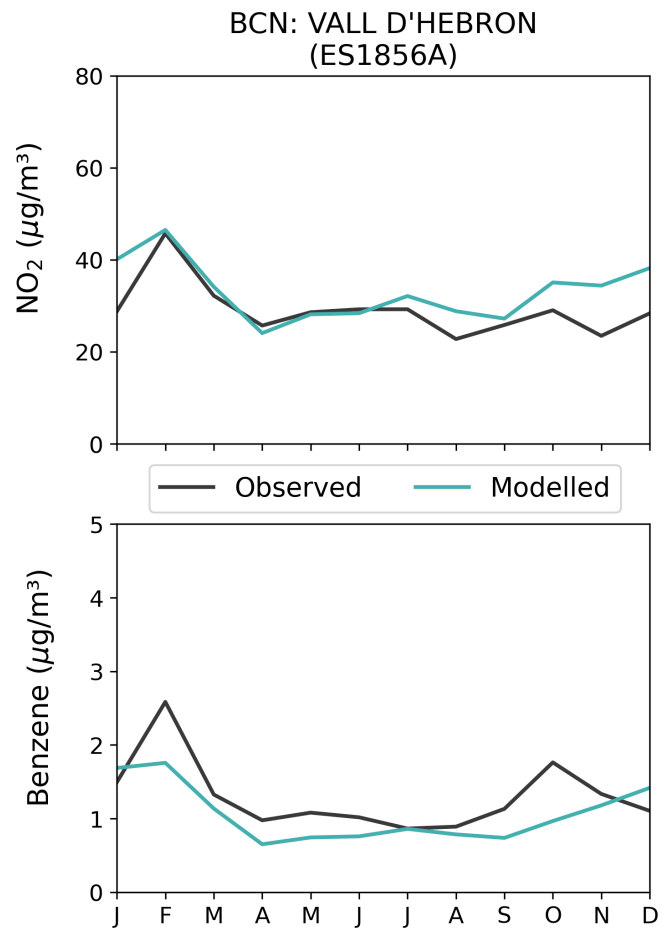 BCN: VALL D'HEBRON
(ES1856A)
80
60
40
20
0
NO₂ (μg/m³)
Observed
Modelled
5
4
3
2
1
0
Benzene (μg/m³)
J F M A M J J A S O N D